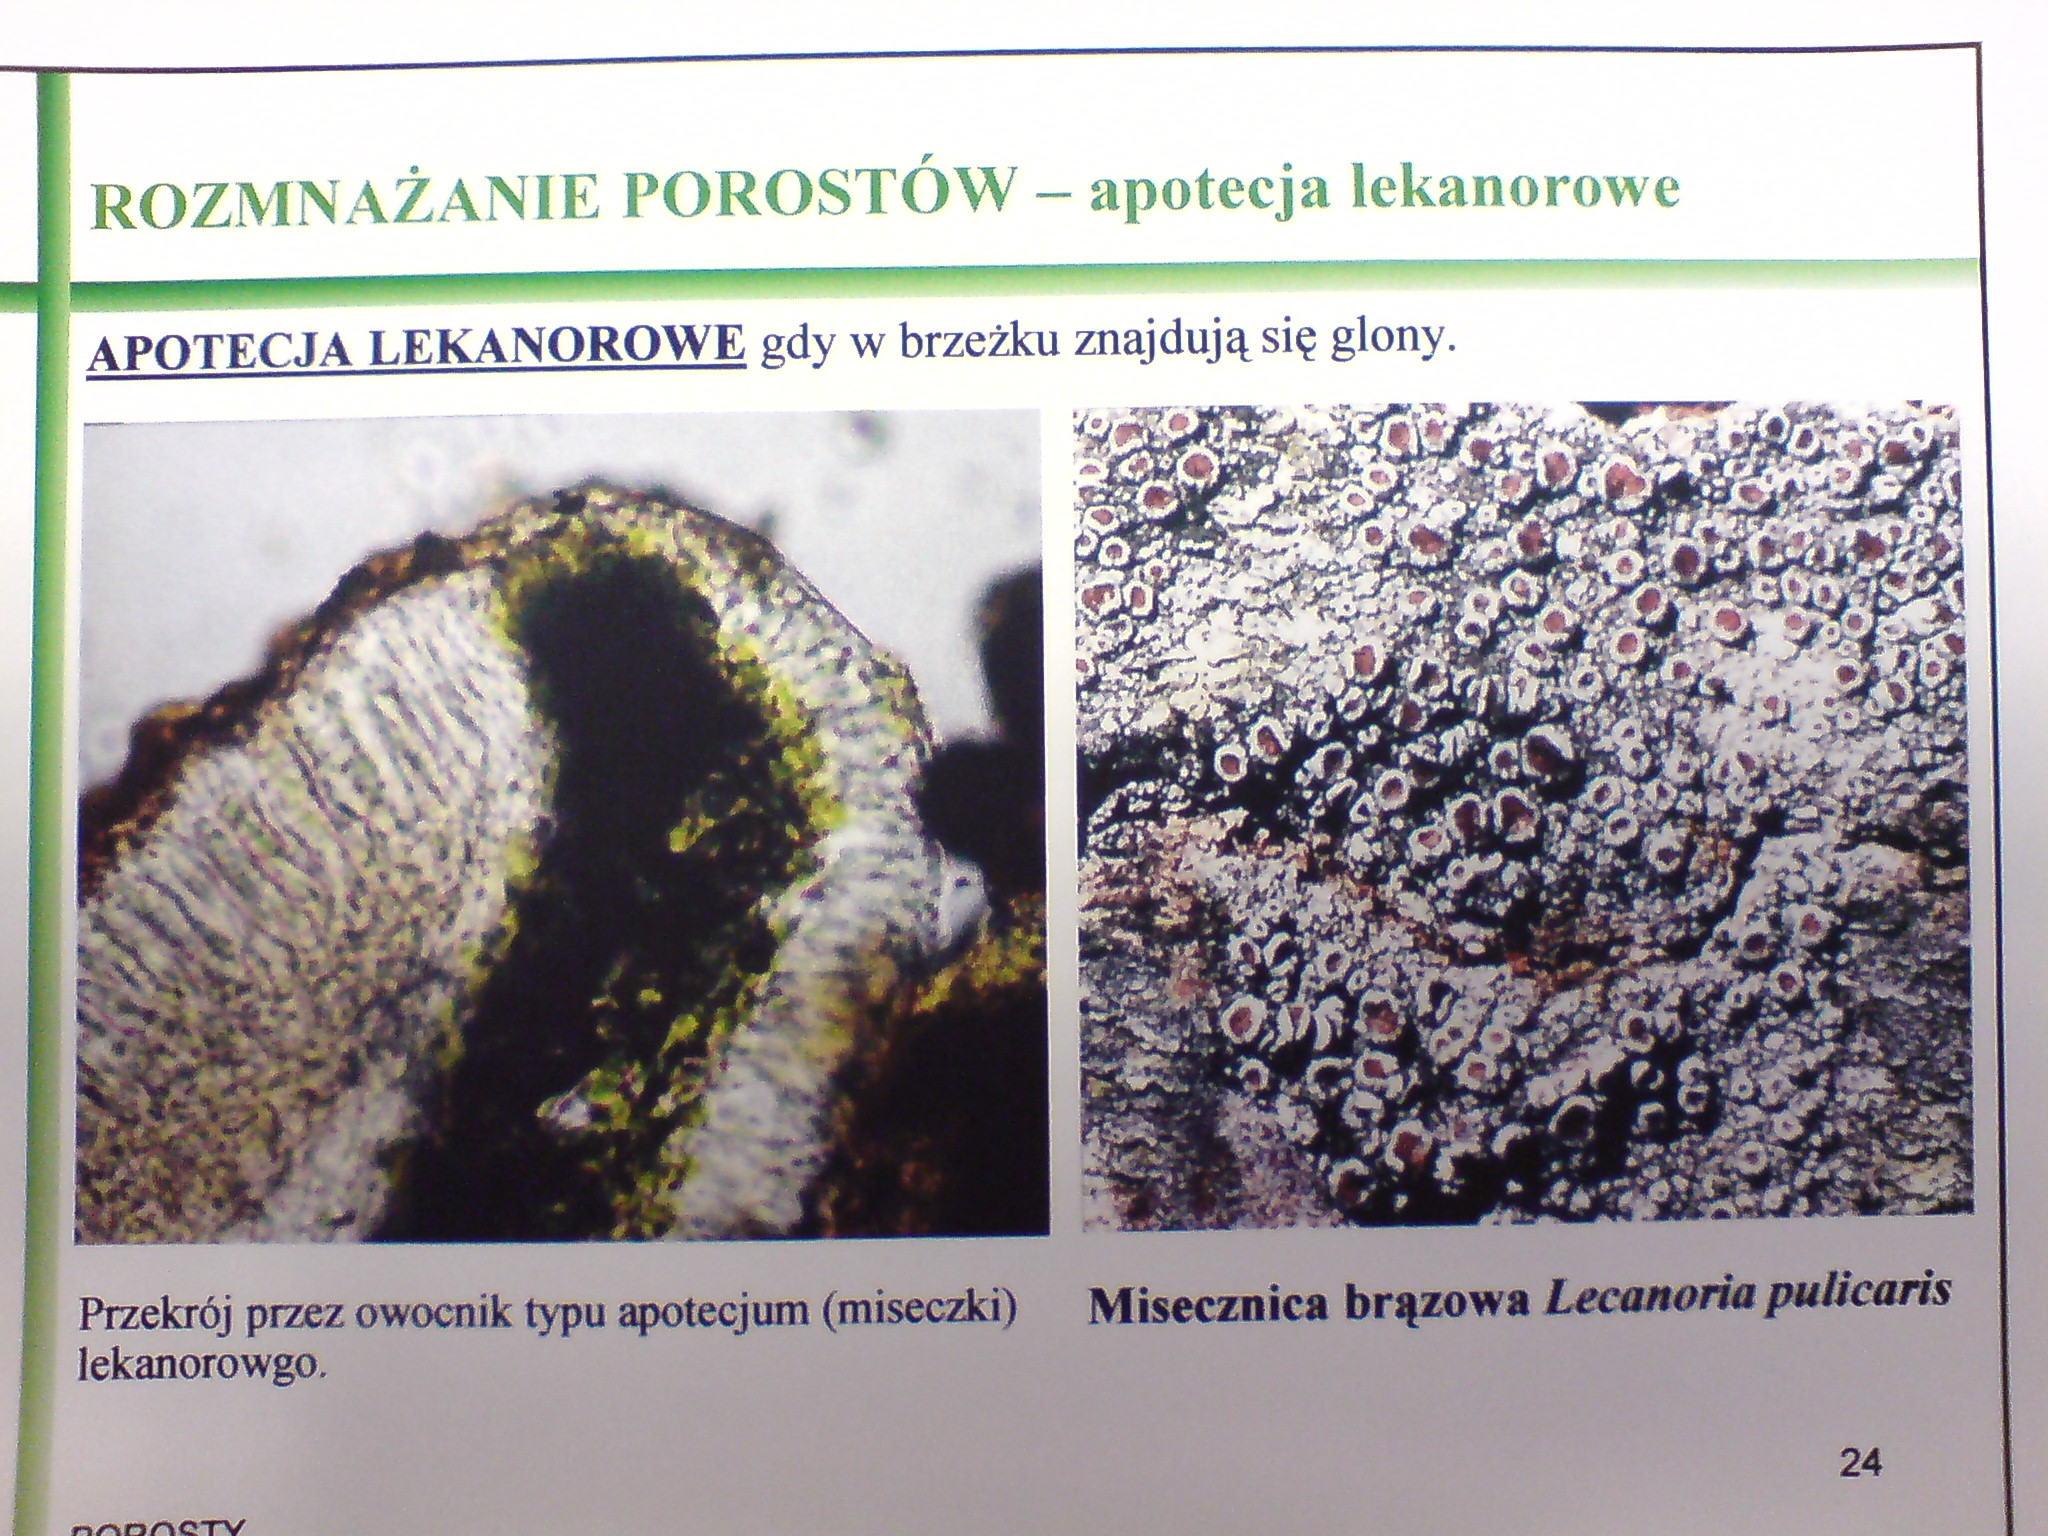 ROZMNAŻANIE POROSTÓW – apotecja lekanorowe
APOTECJA LEKANOROWE gdy w brzeżku znajdują się glony.
Przekrój przez owocnik typu apotecjum (miseczki)
lekanorowgo.
Misecznica brązowa Lecanoria pulicaris
24
POROSTY